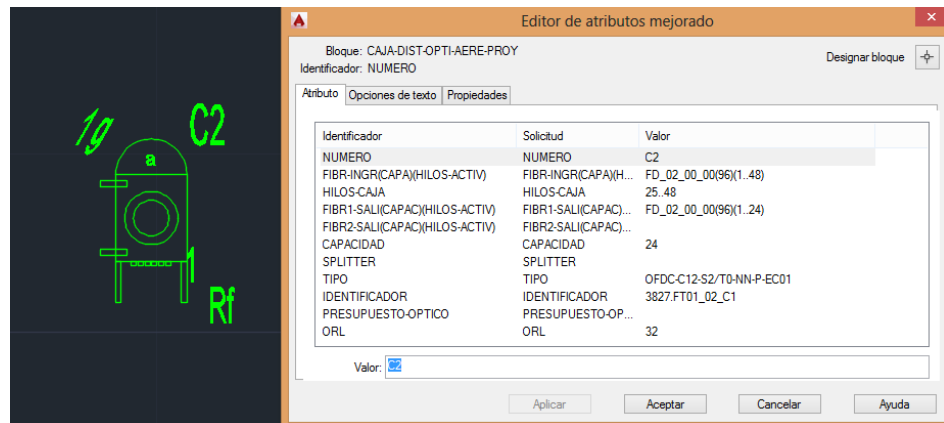 1g
C2
a
1
Rf
Editor de atributos mejorado
Bloque: CAJA-DIST-OPTI-AERE-PROY
Identificador: NUMERO
Designar bloque
Atributo Opciones de texto Propiedades
Identificador Solicitud Valor
NUMERO NUMERO C2
FIBR-INGR(CAPA)(HILOS-ACTIV) FIBR-INGR(CAPA)(H... FD_02_00_00(96)(1..48)
HILOS-CAJA HILOS-CAJA 25..48
FIBR1-SALI(CAPAC)(HILOS-ACTIV) FIBR1-SALI(CAPAC)... FD_02_00_00(96)(1..24)
FIBR2-SALI(CAPAC)(HILOS-ACTIV) FIBR2-SALI(CAPAC)...
CAPACIDAD CAPACIDAD 24
SPLITTER SPLITTER
TIPO TIPO OFDC-C12-S2/T0-NN-P-EC01
IDENTIFICADOR IDENTIFICADOR 3827.FT01_02_C1
PRESUPUESTO-OPTICO PRESUPUESTO-OP...
ORL ORL 32
Valor: C2
Aplicar Aceptar Cancelar Ayuda